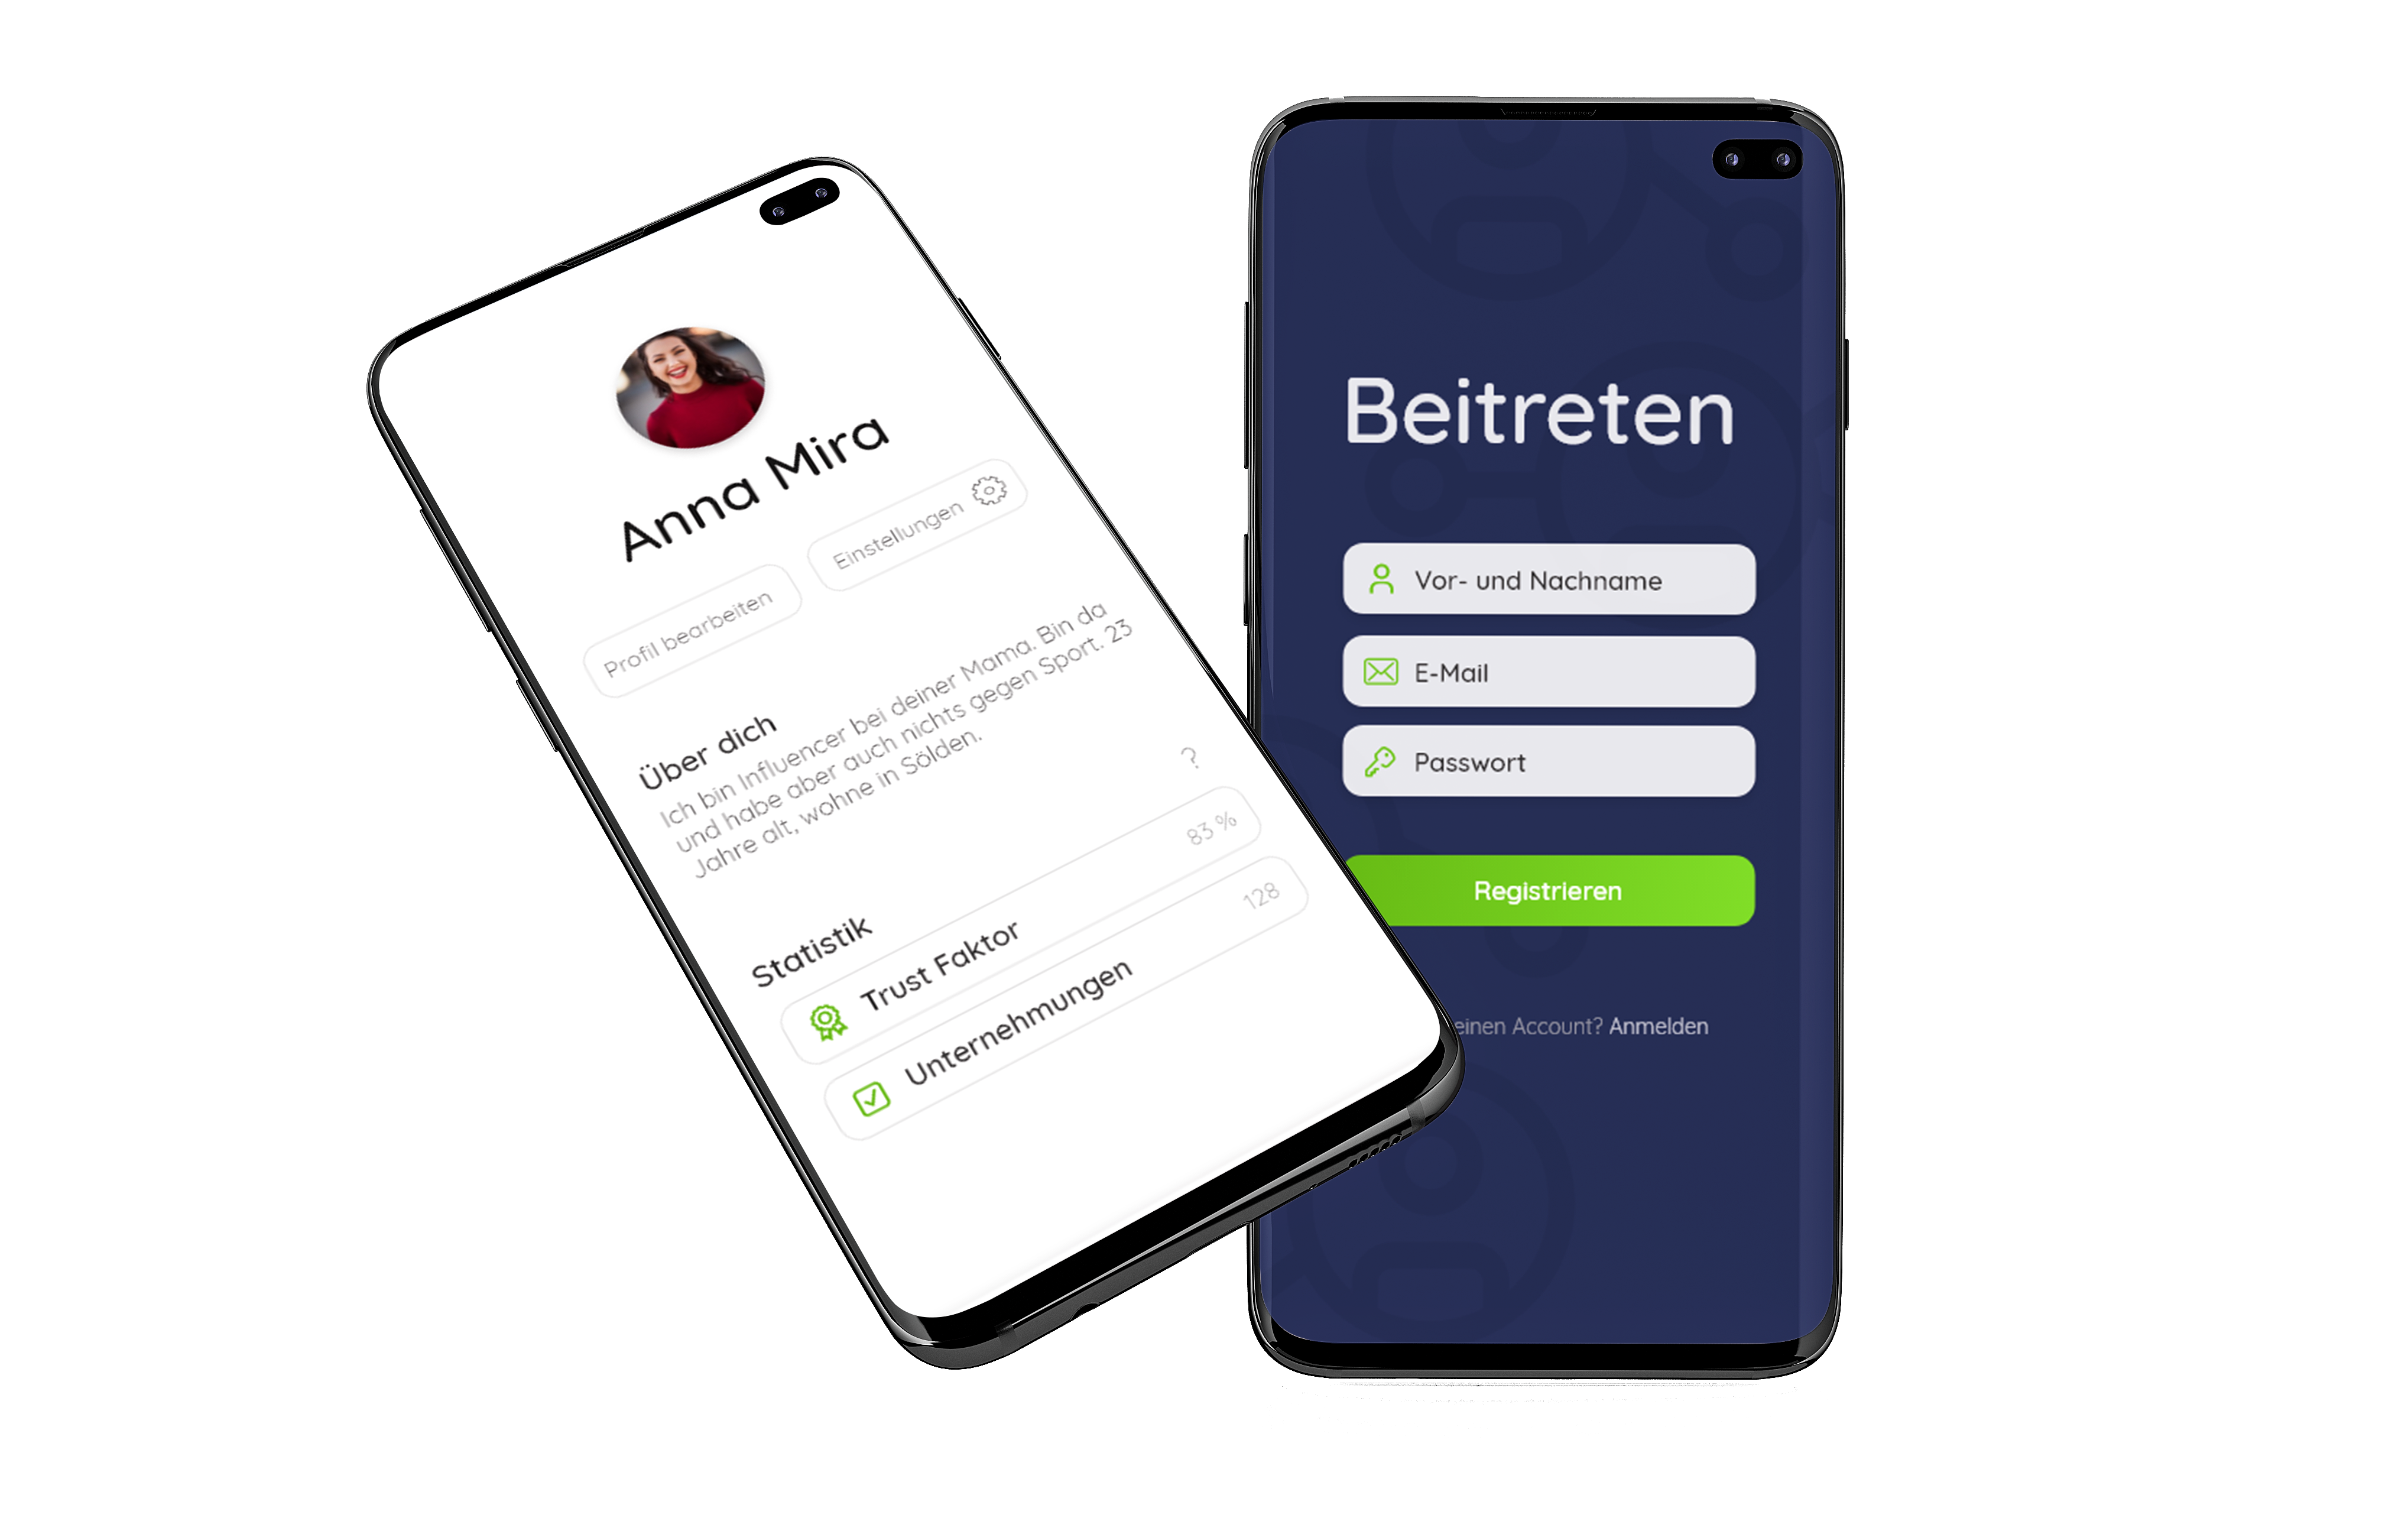 Anna Mira
Profil bearbeiten
Einstellungen
Über dich
Ich bin Influencer bei deiner Mama. Bin da
und habe aber auch nichts gegen Sport. 23
Jahre alt, wohne in Sölden.
?
Statistik
Trust Faktor
83 %
Unternehmungen
128
Beitreten
Vor- und Nachname
E-Mail
Passwort
Registrieren
einen Account? Anmelden